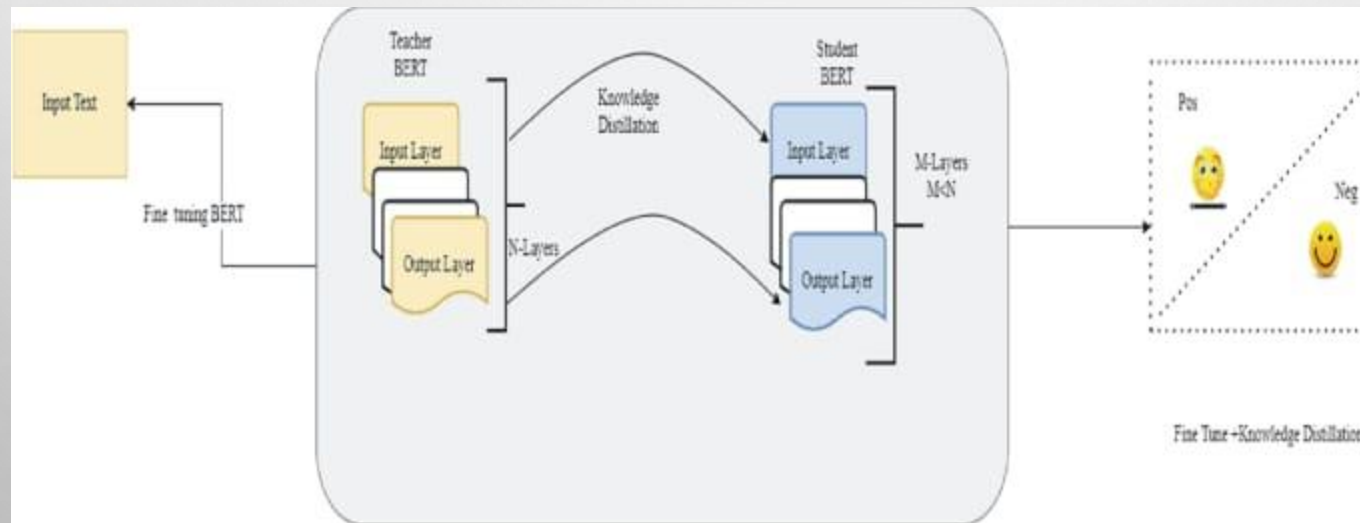 Input Text
Fine tuning BERT
Teacher
BERT
Input Layer
Output Layer
N-Layers
Knowledge
Distillation
Student
BERT
Input Layer
Output Layer
M-Layers
M<N
Pos
Neg
Fine Tune+Knowledge Distillation